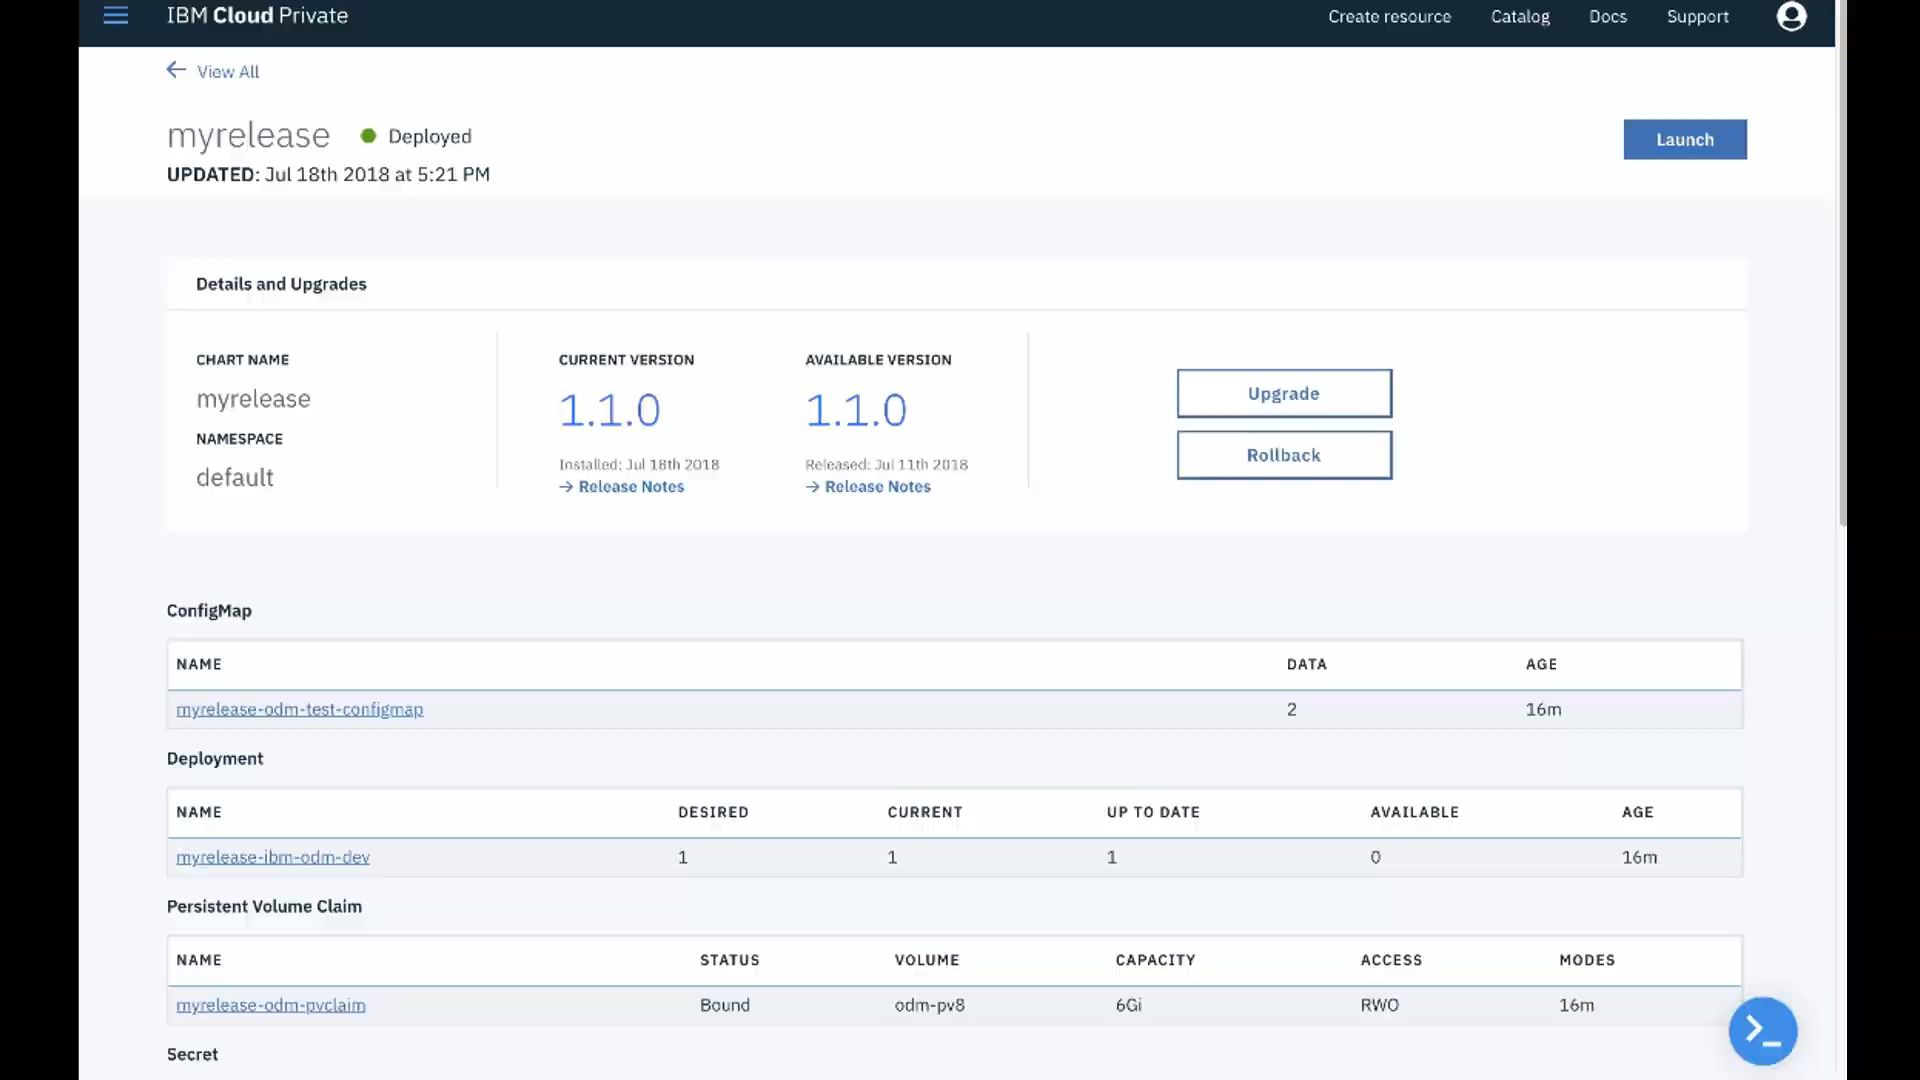 IBM Cloud Private
Create resource Catalog Docs Support
View All
myrelease Deployed
Launch
UPDATED: Jul 18th 2018 at 5:21 PM
Details and Upgrades
CHART NAME
myrelease
NAMESPACE
default
CURRENT VERSION
1.1.0
Installed: Jul 18th 2018
→ Release Notes
AVAILABLE VERSION
1.1.0
Released: Jul 11th 2018
→ Release Notes
Upgrade
Rollback
ConfigMap
NAME DATA AGE
myrelease-odm-test-configmap 2 16m
Deployment
NAME DESIRED CURRENT UP TO DATE AVAILABLE AGE
myrelease-ibm-odm-dev 1 1 1 0 16m
Persistent Volume Claim
NAME STATUS VOLUME CAPACITY ACCESS MODES
myrelease-odm-pvclaim Bound odm-pv8 6Gi RWO 16m
Secret